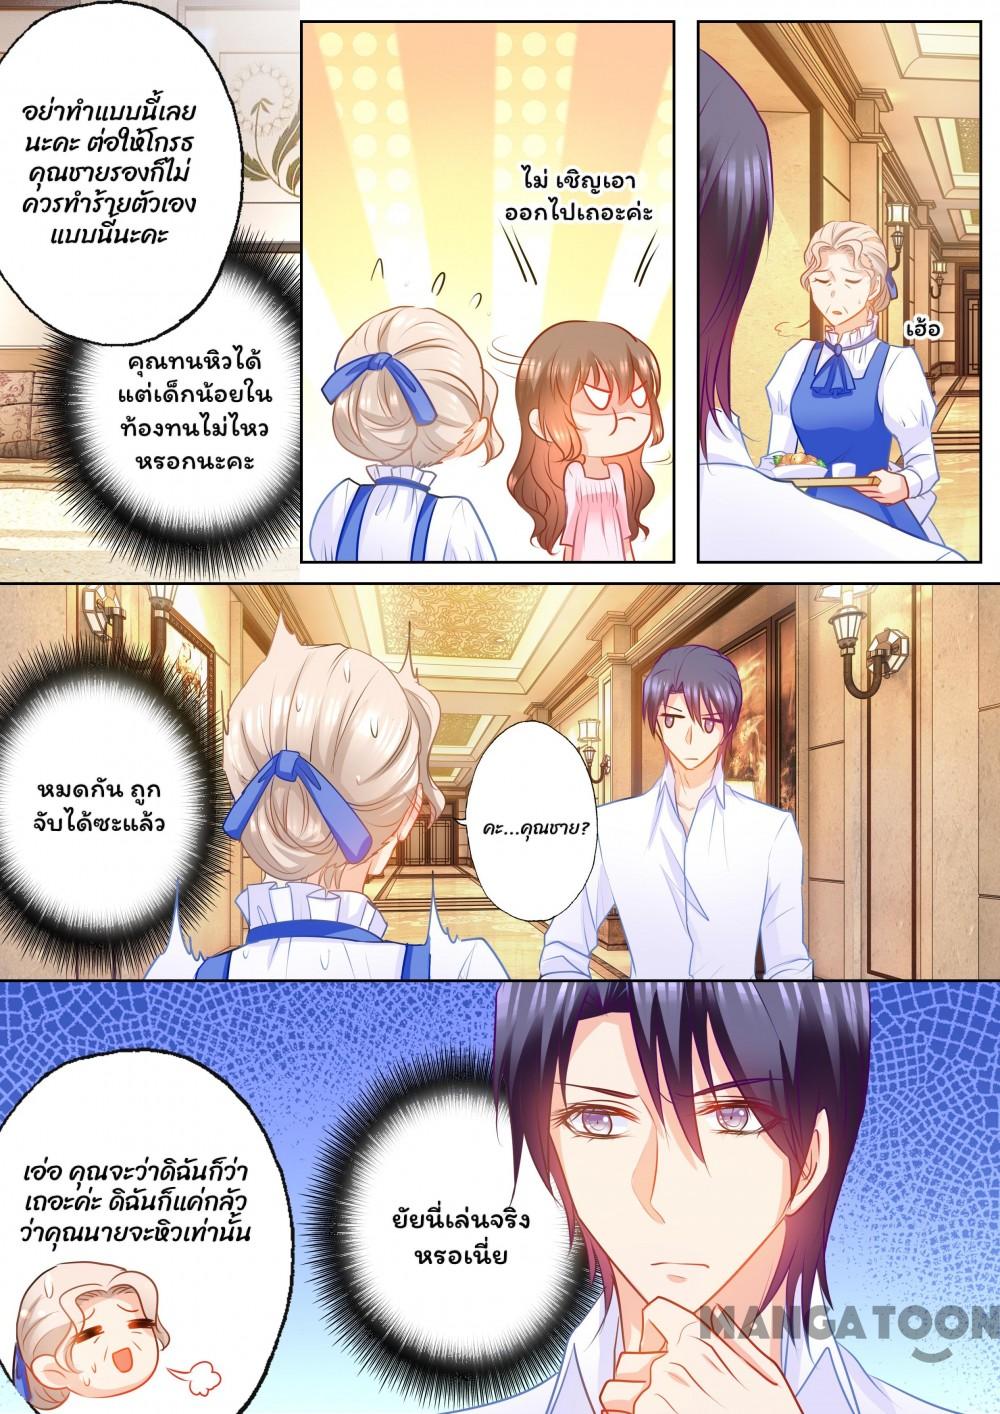 อย่าทำแบบนี้เลย
นะคะ ต่อให้โกรธ
คุณชายรองก็ไม่
ควรทำร้ายตัวเอง
แบบนี้นะคะ
คุณทนหิวได้
แต่เด็กน้อยใน
ท้องทนไม่ไหว
หรอกนะคะ
ไม่ เชิญเอา
ออกไปเถอะค่ะ
เฮ้อ
หมดกัน ถูก
จับได้ซะแล้ว
คะ...คุณชาย?
เอ่อ คุณจะว่าดิฉันก็ว่า
เถอะค่ะ ดิฉันก็แค่กลัว
ว่าคุณนายจะหิวเท่านั้น
ยัยนี่เล่นจริง
หรอเนี่ย
MANGATOON